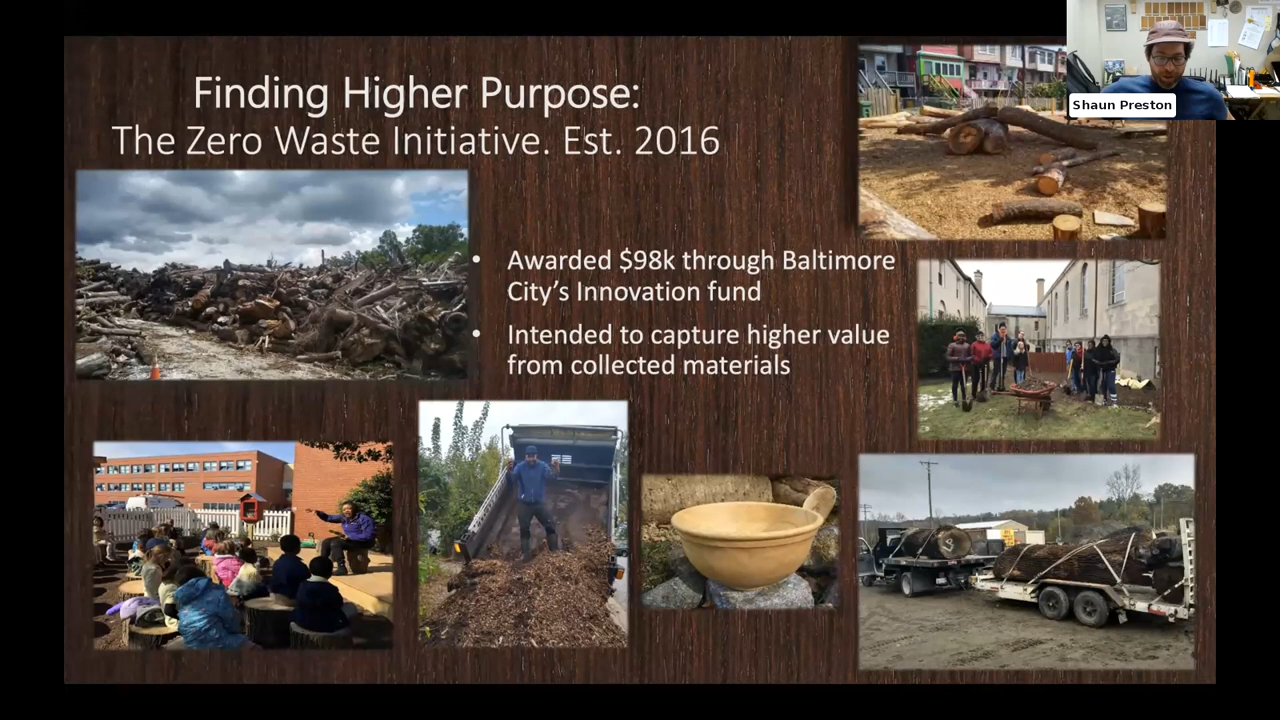 Finding Higher Purpose:
The Zero Waste Initiative. Est. 2016
Shaun Preston
• Awarded $98k through Baltimore
City’s Innovation fund
• Intended to capture higher value
from collected materials